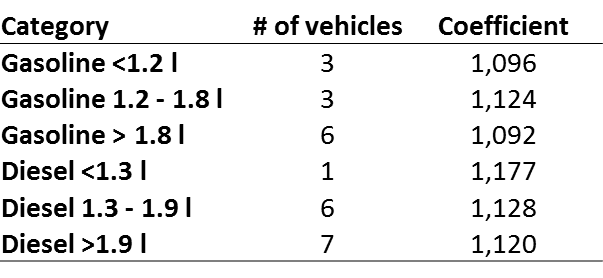 Category # of vehicles Coefficient
Gasoline <1.2 l 3 1,096
Gasoline 1.2 - 1.8 l 3 1,124
Gasoline > 1.8 l 6 1,092
Diesel <1.3 l 1 1,177
Diesel 1.3 - 1.9 l 6 1,128
Diesel >1.9 l 7 1,120